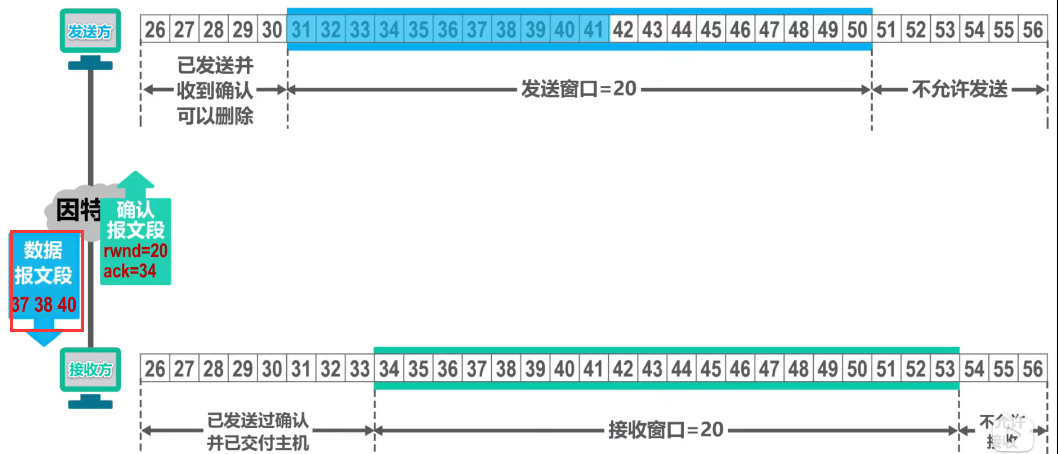 发送方
26 27 28 29 30 31 32 33 34 35 36 37 38 39 40 41 42 43 44 45 46 47 48 49 50 51 52 53 54 55 56
已发送并
收到确认
可以删除
发送窗口=20
不允许发送
因特
确认
报文段
rwnd=20
ack=34
数据
报文段
37 38 40
接收方
26 27 28 29 30 31 32 33 34 35 36 37 38 39 40 41 42 43 44 45 46 47 48 49 50 51 52 53 54 55 56
已发送过确认
并已交付主机
接收窗口=20
不允许
接收